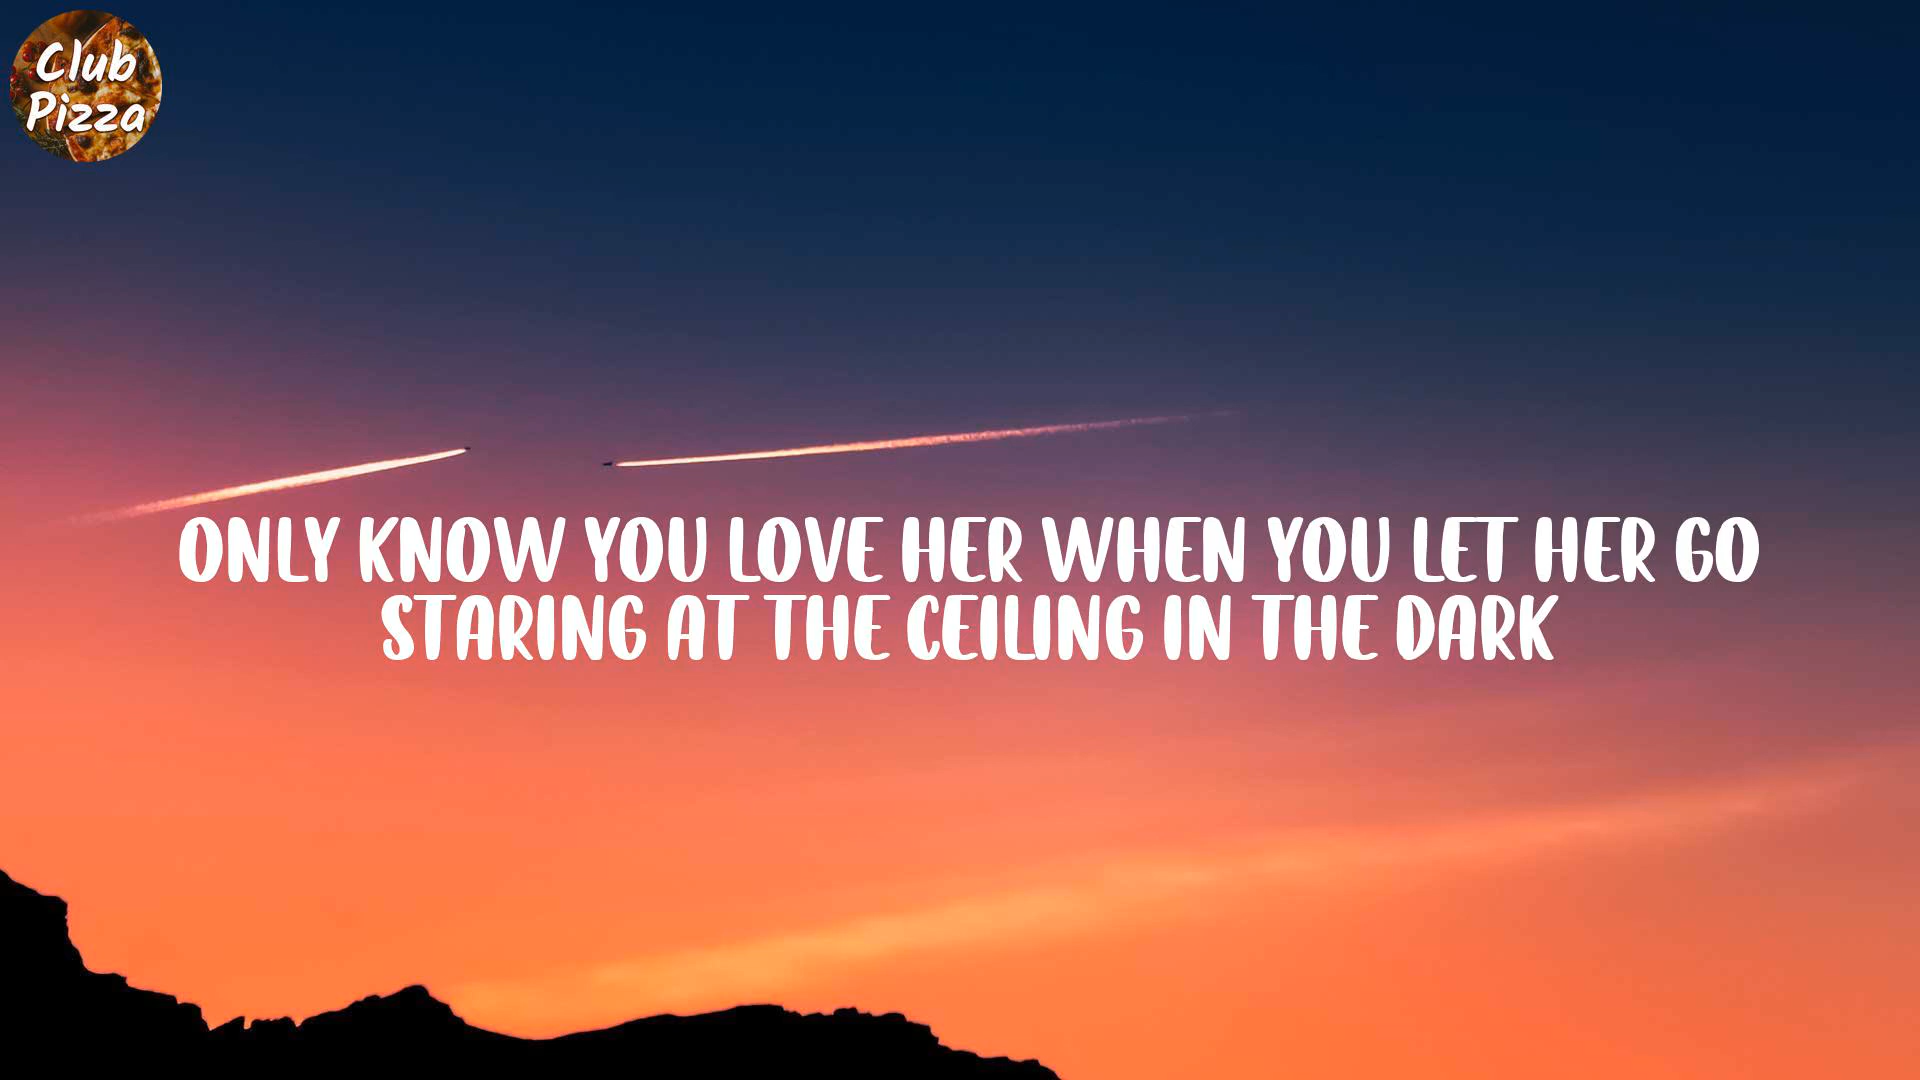 Club
Pizza
ONLY KNOW YOU LOVE HER WHEN YOU LET HER GO
STARING AT THE CEILING IN THE DARK